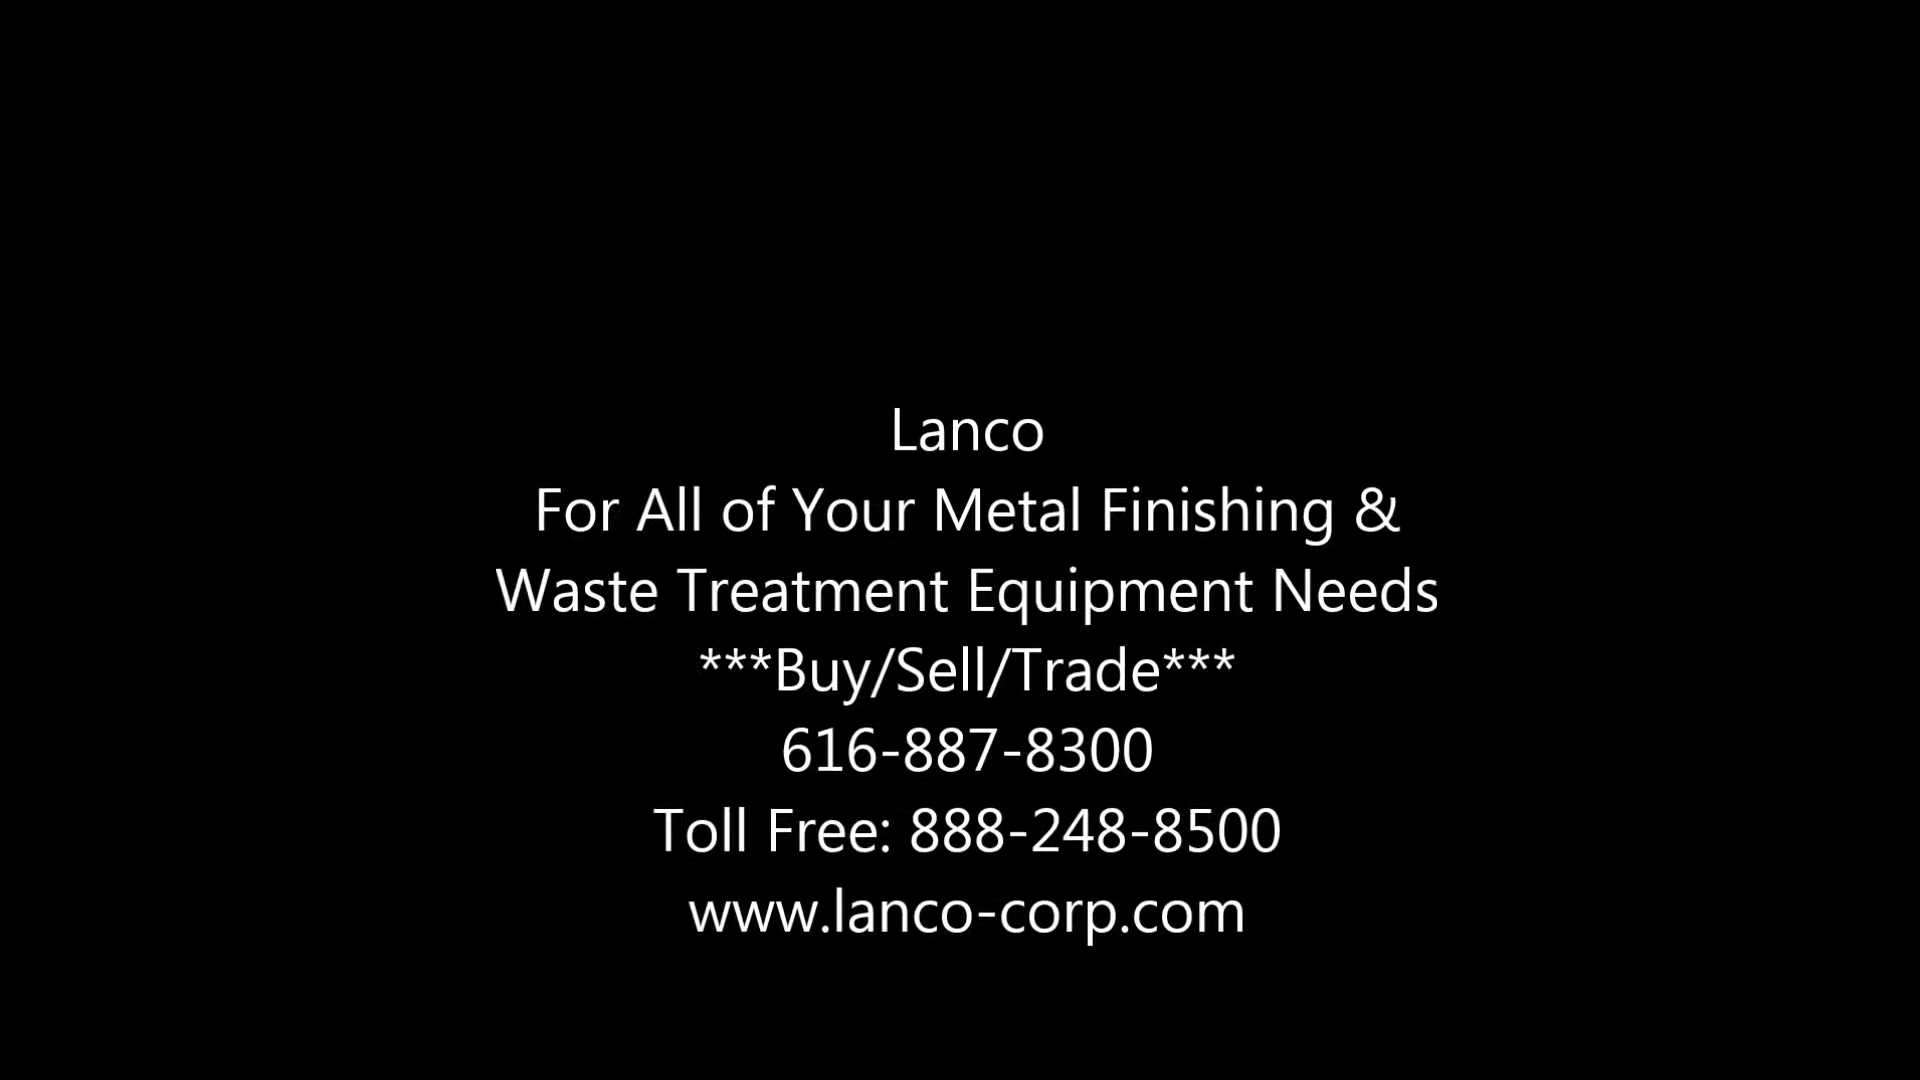 Lanco
For All of Your Metal Finishing &
Waste Treatment Equipment Needs
***Buy/Sell/Trade***
616-887-8300
Toll Free: 888-248-8500
www.lanco-corp.com